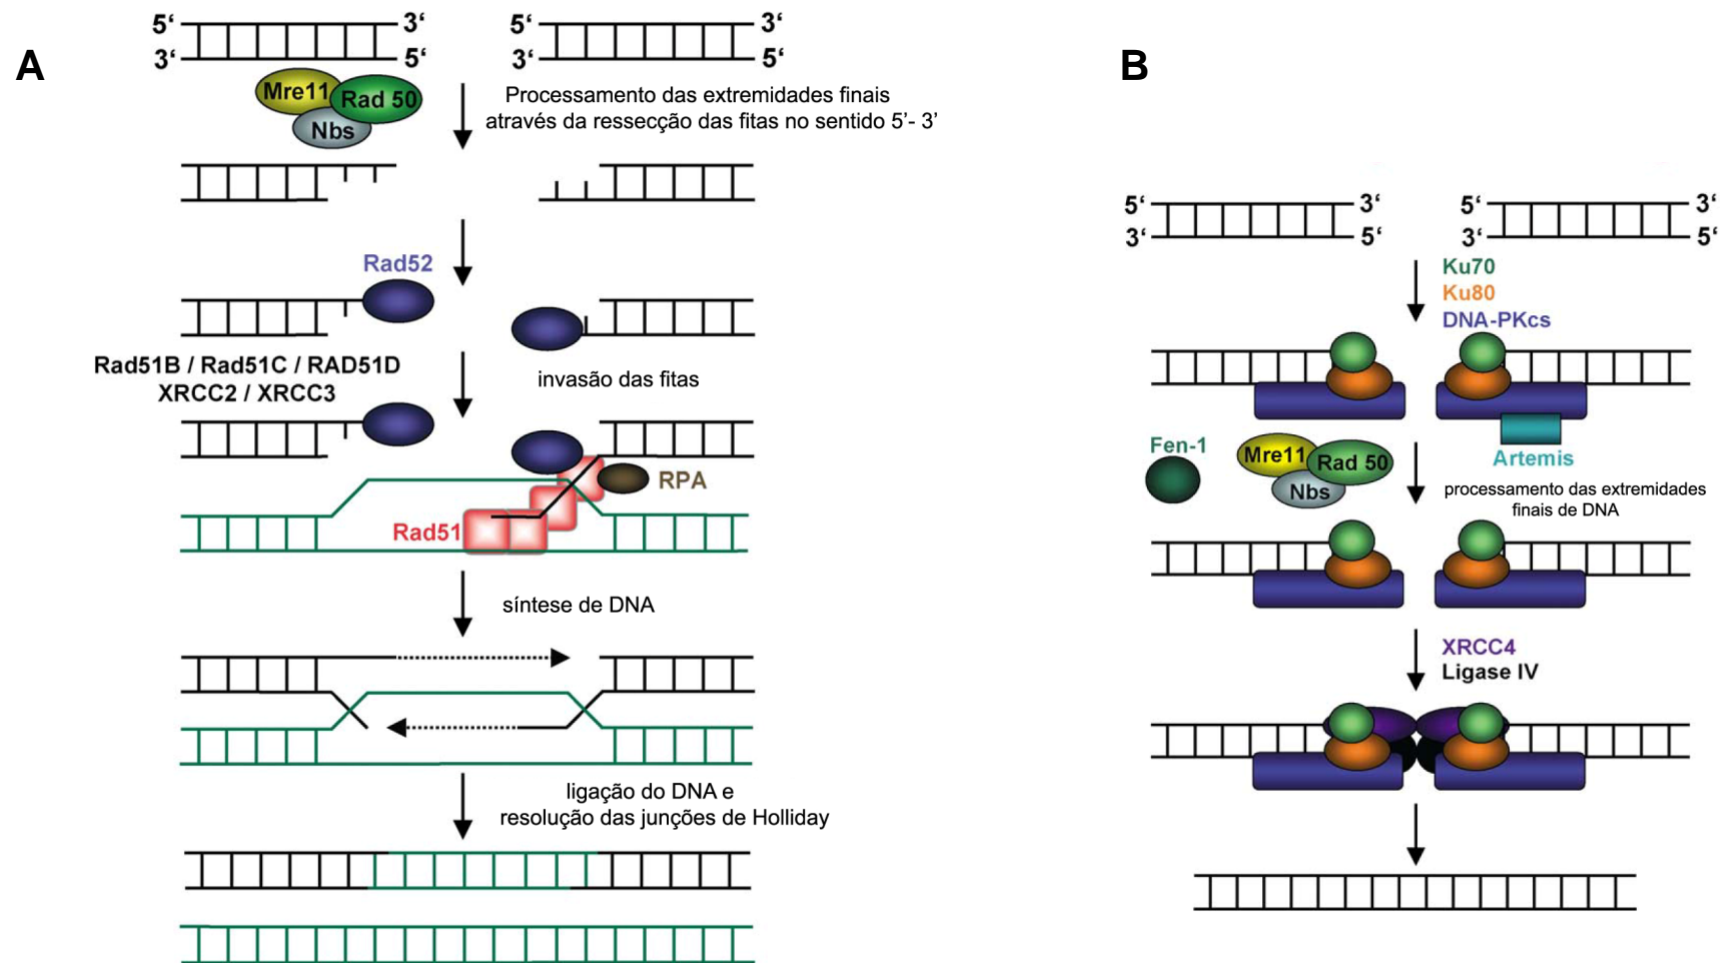 A
5‘ 3‘ 5‘ 3‘
3‘ 5‘ 3‘ 5‘
Mre11 Rad 50
Nbs
Processamento das extremidades finais
através da ressecção das fitas no sentido 5’- 3’
Rad52
Rad51B / Rad51C / RAD51D
XRCC2 / XRCC3
invasão das fitas
RPA
Rad51
síntese de DNA
ligação do DNA e
resolução das junções de Holliday
B
5‘ 3‘ 5‘ 3‘
3‘ 5‘ 3‘ 5‘
Ku70
Ku80
DNA-PKcs
Fen-1
Mre11 Rad 50
Nbs
Artemis
processamento das extremidades
finais de DNA
XRCC4
Ligase IV